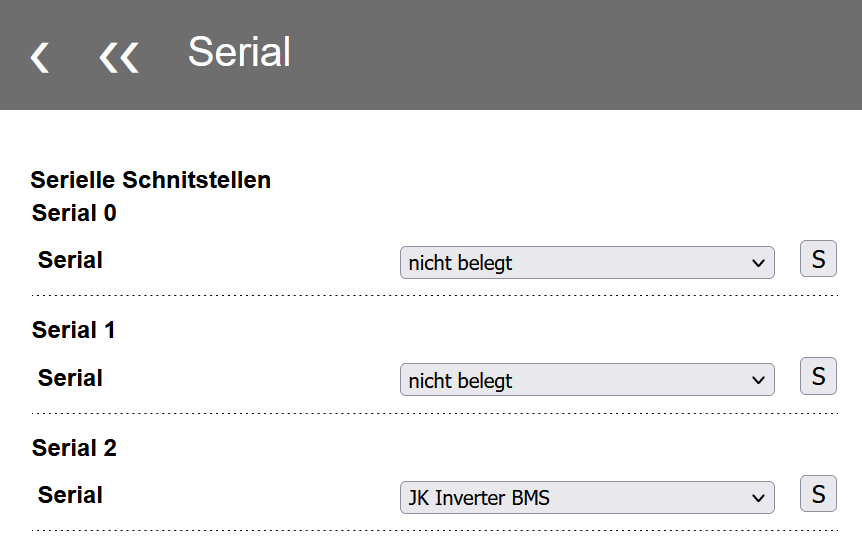 ‹ ‹‹ Serial
Serielle Schnitstellen
Serial 0
Serial nicht belegt S
Serial 1
Serial nicht belegt S
Serial 2
Serial JK Inverter BMS S